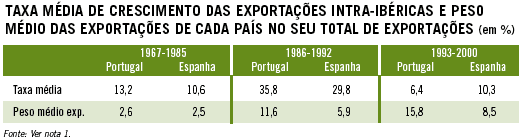 TAXA MÉDIA DE CRESCIMENTO DAS EXPORTAÇÕES INTRA-IBÉRICAS E PESO
MÉDIO DAS EXPORTAÇÕES DE CADA PAÍS NO SEU TOTAL DE EXPORTAÇÕES (em %)
1967-1985 1986-1992 1993-2000
Portugal Espanha Portugal Espanha Portugal Espanha
Taxa média 13,2 10,6 35,8 29,8 6,4 10,3
Peso médio exp. 2,6 2,5 11,6 5,9 15,8 8,5
Fonte: Ver nota 1.